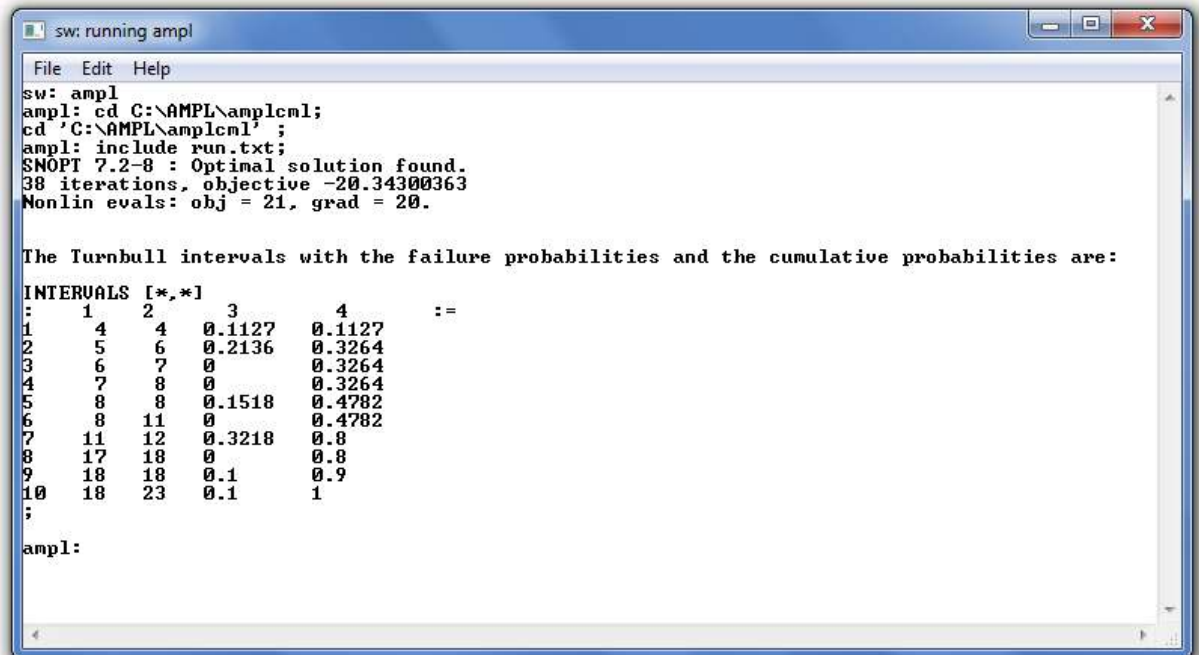 sw: running ampl
File Edit Help
sw: ampl
ampl: cd C:\AMPL\amplcml;
cd 'C:\AMPL\amplcml' ;
ampl: include run.txt;
SNOPT 7.2-8 : Optimal solution found.
38 iterations, objective -20.34300363
Nonlin evals: obj = 21, grad = 20.
The Turnbull intervals with the failure probabilities and the cumulative probabilities are:
INTERVALS [*,*]
: 1 2 3 4 :=
1 4 4 0.1127 0.1127
2 5 6 0.2136 0.3264
3 6 7 0 0.3264
4 7 8 0 0.3264
5 8 8 0.1518 0.4782
6 8 11 0 0.4782
7 11 12 0.3218 0.8
8 17 18 0 0.8
9 18 18 0.1 0.9
10 18 23 0.1 1
;
ampl: